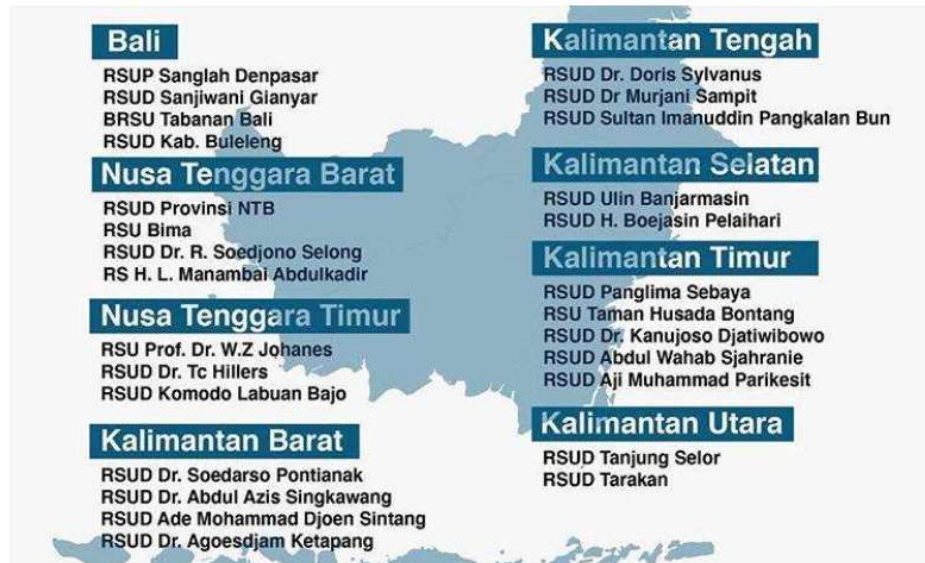 Bali
RSUP Sanglah Denpasar
RSUD Sanjiwani Gianyar
BRSU Tabanan Bali
RSUD Kab. Buleleng
Nusa Tenggara Barat
RSUD Provinsi NTB
RSU Bima
RSUD Dr. R. Soedjono Selong
RS H. L. Manambai Abdulkadir
Nusa Tenggara Timur
RSU Prof. Dr. W.Z Johanes
RSUD Dr. Tc Hillers
RSUD Komodo Labuan Bajo
Kalimantan Barat
RSUD Dr. Soedarso Pontianak
RSUD Dr. Abdul Azis Singkawang
RSUD Ade Mohammad Djoen Sintang
RSUD Dr. Agoesdjam Ketapang
Kalimantan Tengah
RSUD Dr. Doris Sylvanus
RSUD Dr Murjani Sampit
RSUD Sultan Imanuddin Pangkalan Bun
Kalimantan Selatan
RSUD Ulin Banjarmasin
RSUD H. Boejasin Pelaihari
Kalimantan Timur
RSUD Panglima Sebaya
RSU Taman Husada Bontang
RSUD Dr. Kanujoso Djatiwibowo
RSUD Abdul Wahab Sjahranie
RSUD Aji Muhammad Parikesit
Kalimantan Utara
RSUD Tanjung Selor
RSUD Tarakan